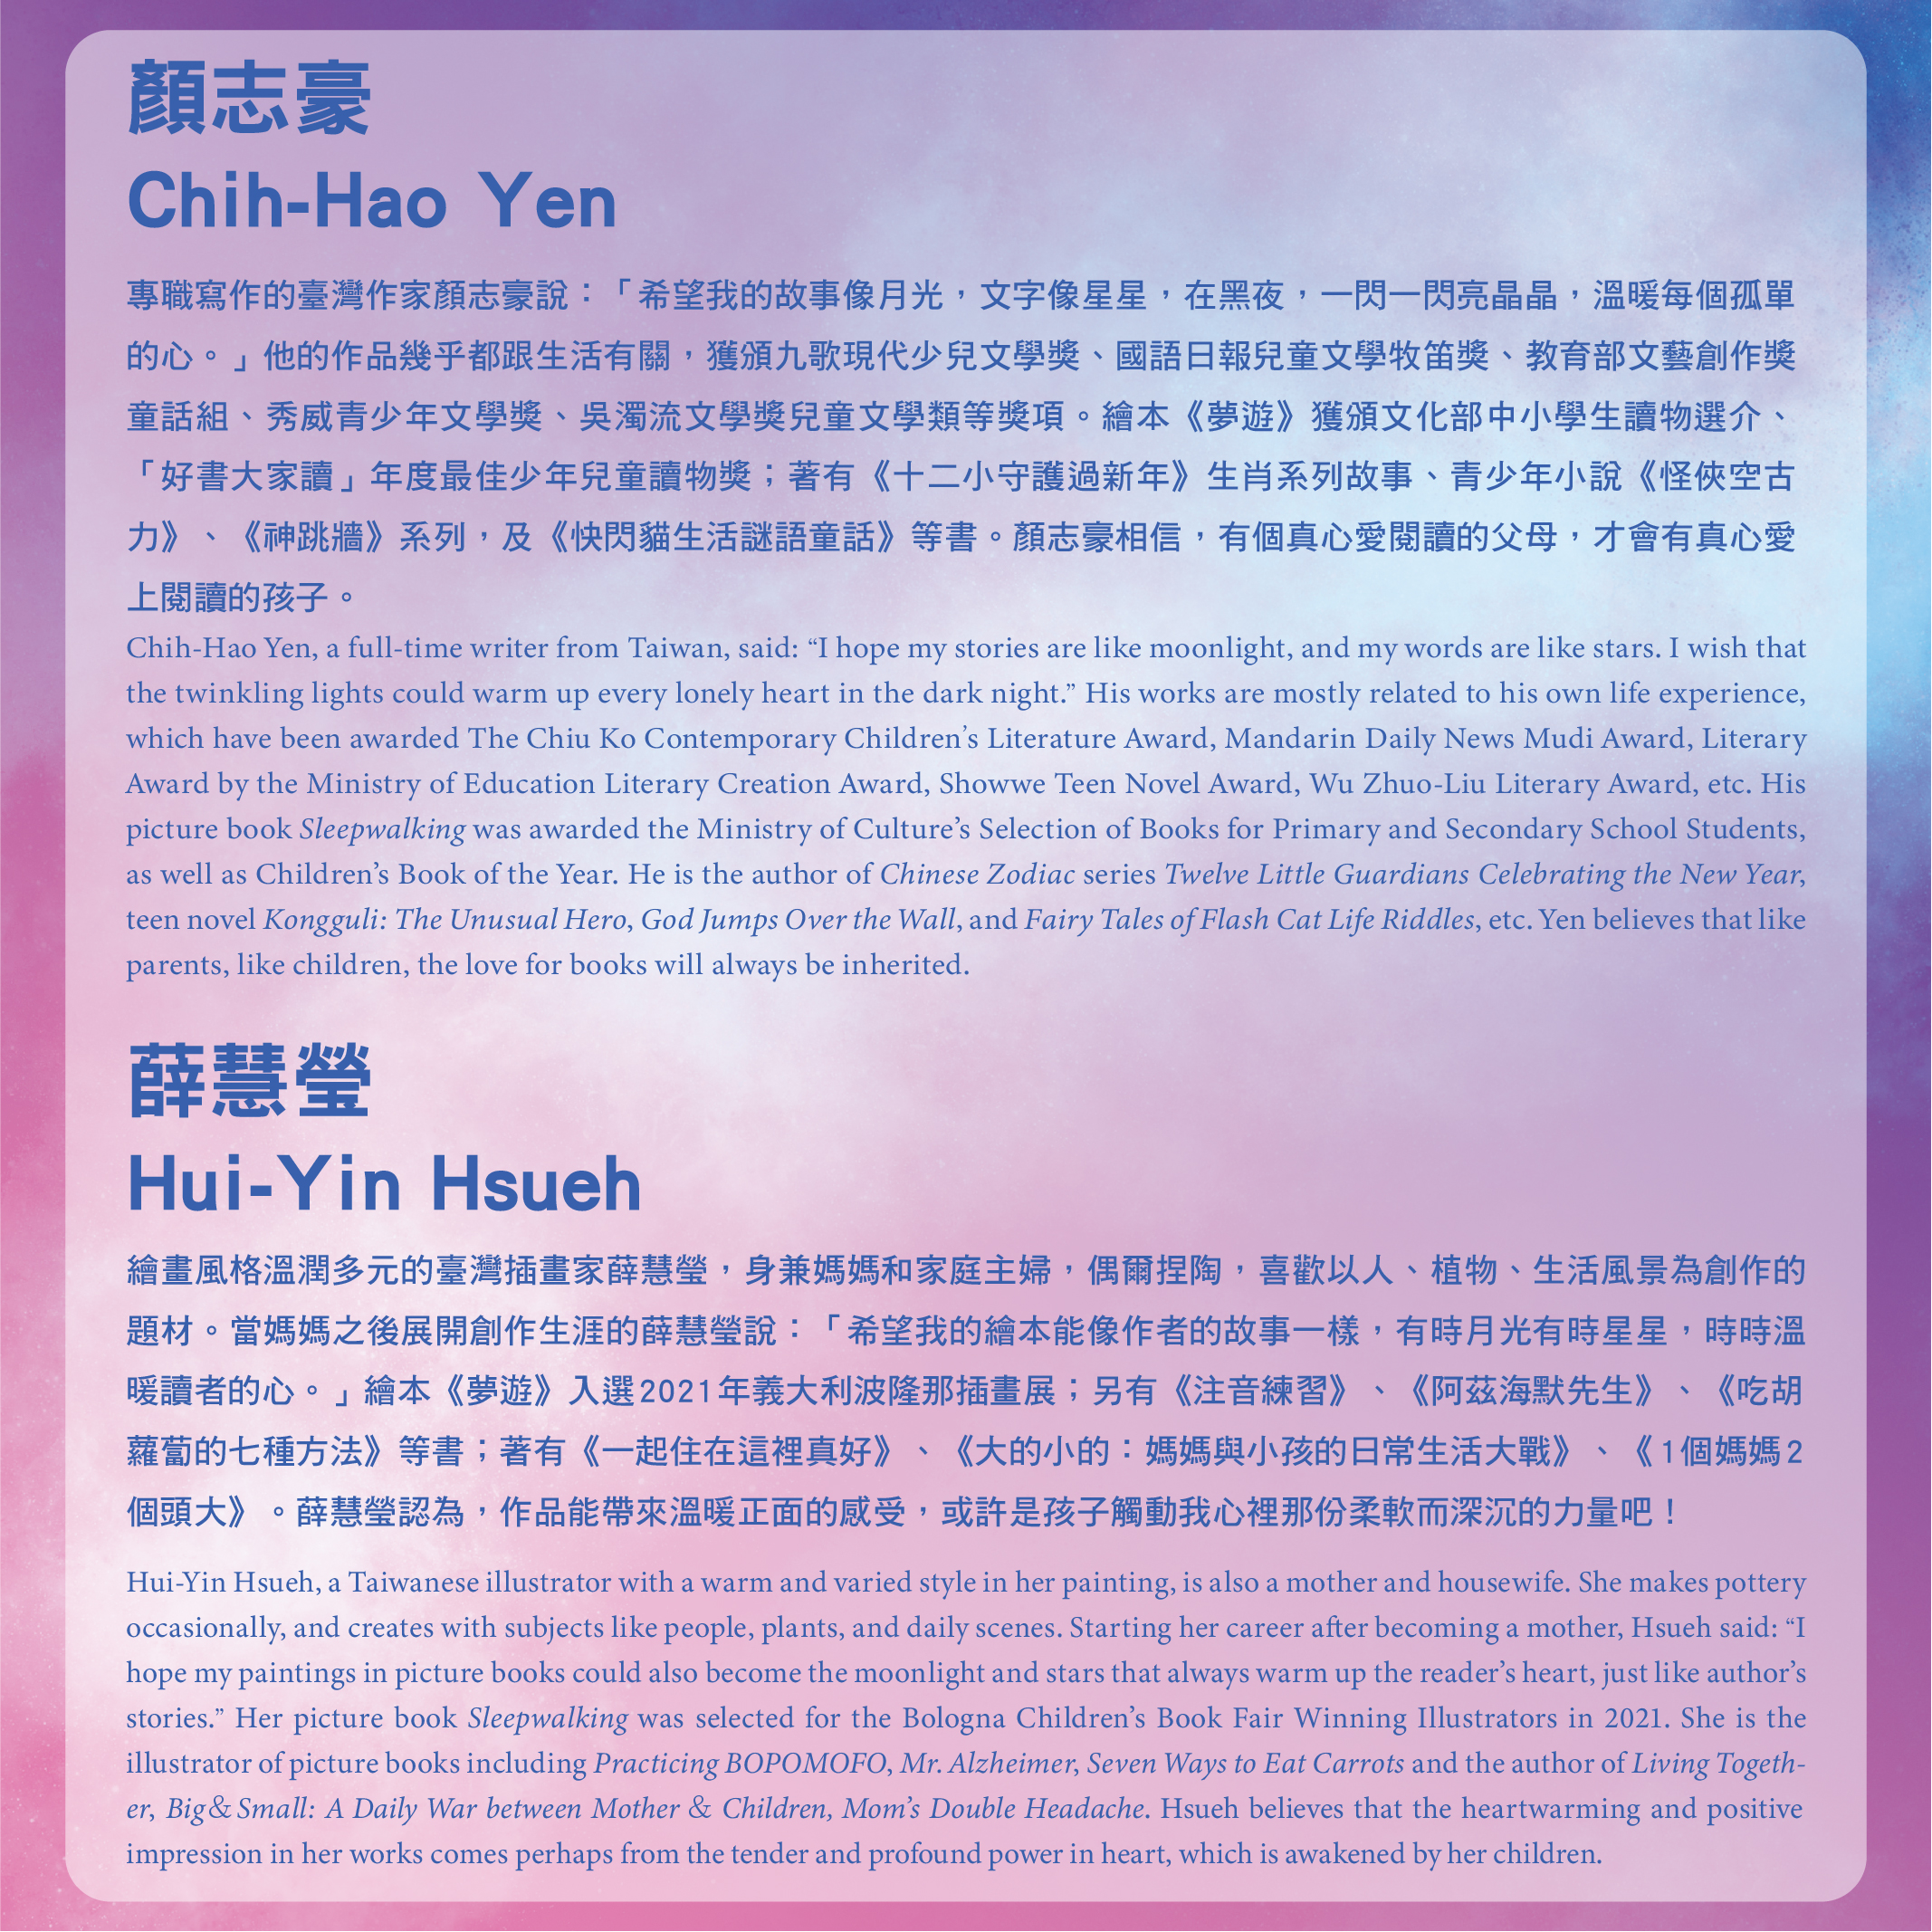 顏志豪
Chih-Hao Yen
專職寫作的臺灣作家顏志豪說：「希望我的故事像月光，文字像星星，在黑夜，一閃一閃亮晶晶，溫暖每個孤單
的心。」他的作品幾乎都跟生活有關，獲頒九歌現代少兒文學獎、國語日報兒童文學牧笛獎、教育部文藝創作獎
童話組、秀威青少年文學獎、吳濁流文學獎兒童文學類等獎項。繪本《夢遊》獲頒文化部中小學生讀物選介、
「好書大家讀」年度最佳少年兒童讀物獎；著有《十二小守護過新年》生肖系列故事、青少年小說《怪俠空古
力》、《神跳牆》系列，及《快閃貓生活謎語童話》等書。顏志豪相信，有個真心愛閱讀的父母，才會有真心愛
上閱讀的孩子。
Chih-Hao Yen, a full-time writer from Taiwan, said: “I hope my stories are like moonlight, and my words are like stars. I wish that
the twinkling lights could warm up every lonely heart in the dark night.” His works are mostly related to his own life experience,
which have been awarded The Chiu Ko Contemporary Children’s Literature Award, Mandarin Daily News Mudi Award, Literary
Award by the Ministry of Education Literary Creation Award, Showwe Teen Novel Award, Wu Zhuo-Liu Literary Award, etc. His
picture book Sleepwalking was awarded the Ministry of Culture’s Selection of Books for Primary and Secondary School Students,
as well as Children’s Book of the Year. He is the author of Chinese Zodiac series Twelve Little Guardians Celebrating the New Year,
teen novel Kongguli: The Unusual Hero, God Jumps Over the Wall, and Fairy Tales of Flash Cat Life Riddles, etc. Yen believes that like
parents, like children, the love for books will always be inherited.
薛慧瑩
Hui-Yin Hsueh
繪畫風格溫潤多元的臺灣插畫家薛慧瑩，身兼媽媽和家庭主婦，偶爾捏陶，喜歡以人、植物、生活風景為創作的
題材。當媽媽之後展開創作生涯的薛慧瑩說：「希望我的繪本能像作者的故事一樣，有時月光有時星星，時時溫
暖讀者的心。」繪本《夢遊》入選2021年義大利波隆那插畫展；另有《注音練習》、《阿茲海默先生》、《吃胡
蘿蔔的七種方法》等書；著有《一起住在這裡真好》、《大的小的：媽媽與小孩的日常生活大戰》、《1個媽媽2
個頭大》。薛慧瑩認為，作品能帶來溫暖正面的感受，或許是孩子觸動我心裡那份柔軟而深沉的力量吧！
Hui-Yin Hsueh, a Taiwanese illustrator with a warm and varied style in her painting, is also a mother and housewife. She makes pottery
occasionally, and creates with subjects like people, plants, and daily scenes. Starting her career after becoming a mother, Hsueh said: “I
hope my paintings in picture books could also become the moonlight and stars that always warm up the reader’s heart, just like author’s
stories.” Her picture book Sleepwalking was selected for the Bologna Children’s Book Fair Winning Illustrators in 2021. She is the
illustrator of picture books including Practicing BOPOMOFO, Mr. Alzheimer, Seven Ways to Eat Carrots and the author of Living Togeth-
er, Big&Small: A Daily War between Mother & Children, Mom’s Double Headache. Hsueh believes that the heartwarming and positive
impression in her works comes perhaps from the tender and profound power in heart, which is awakened by her children.